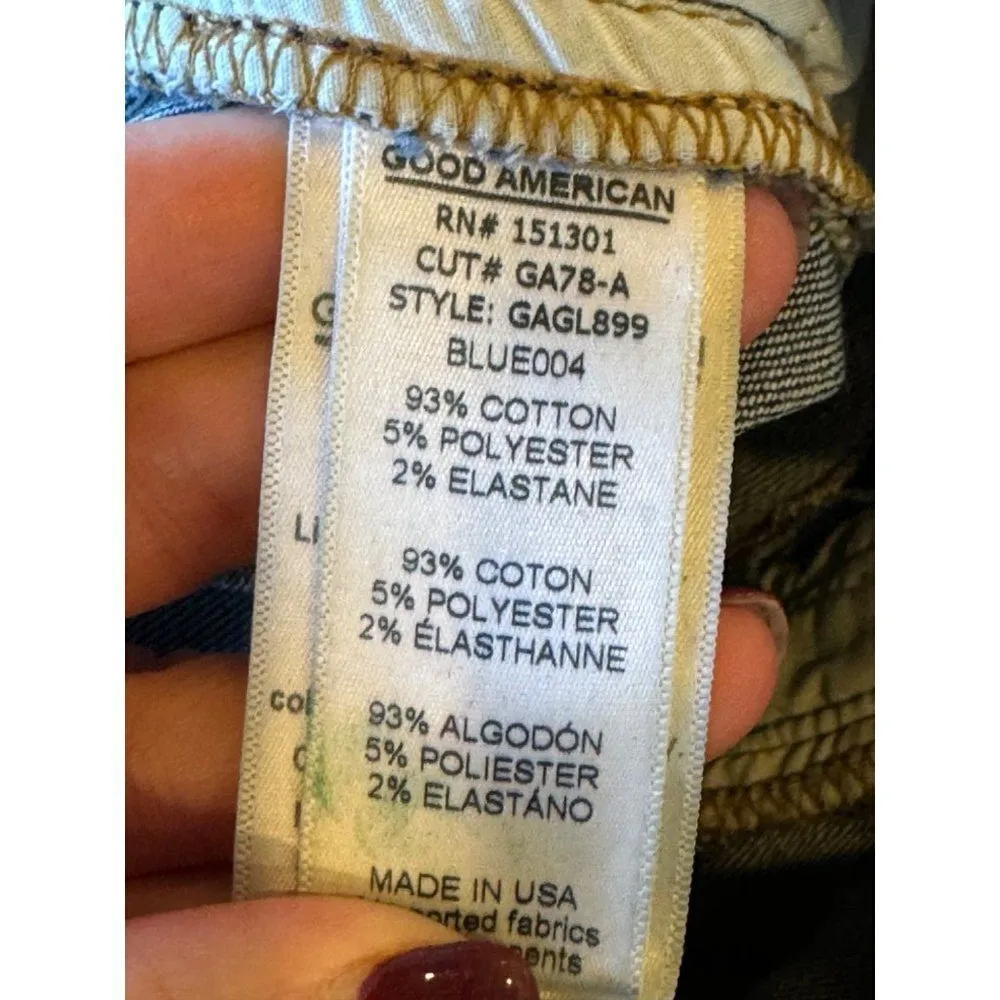 GOOD AMERICAN
RN# 151301
CUT# GA78-A
STYLE: GAGL899
BLUE004
93% COTTON
5% POLYESTER
2% ELASTANE
93% COTON
5% POLYESTER
2% ÉLASTHANNE
93% ALGODÓN
5% POLIESTER
2% ELASTÁNO
MADE IN USA
fabrics